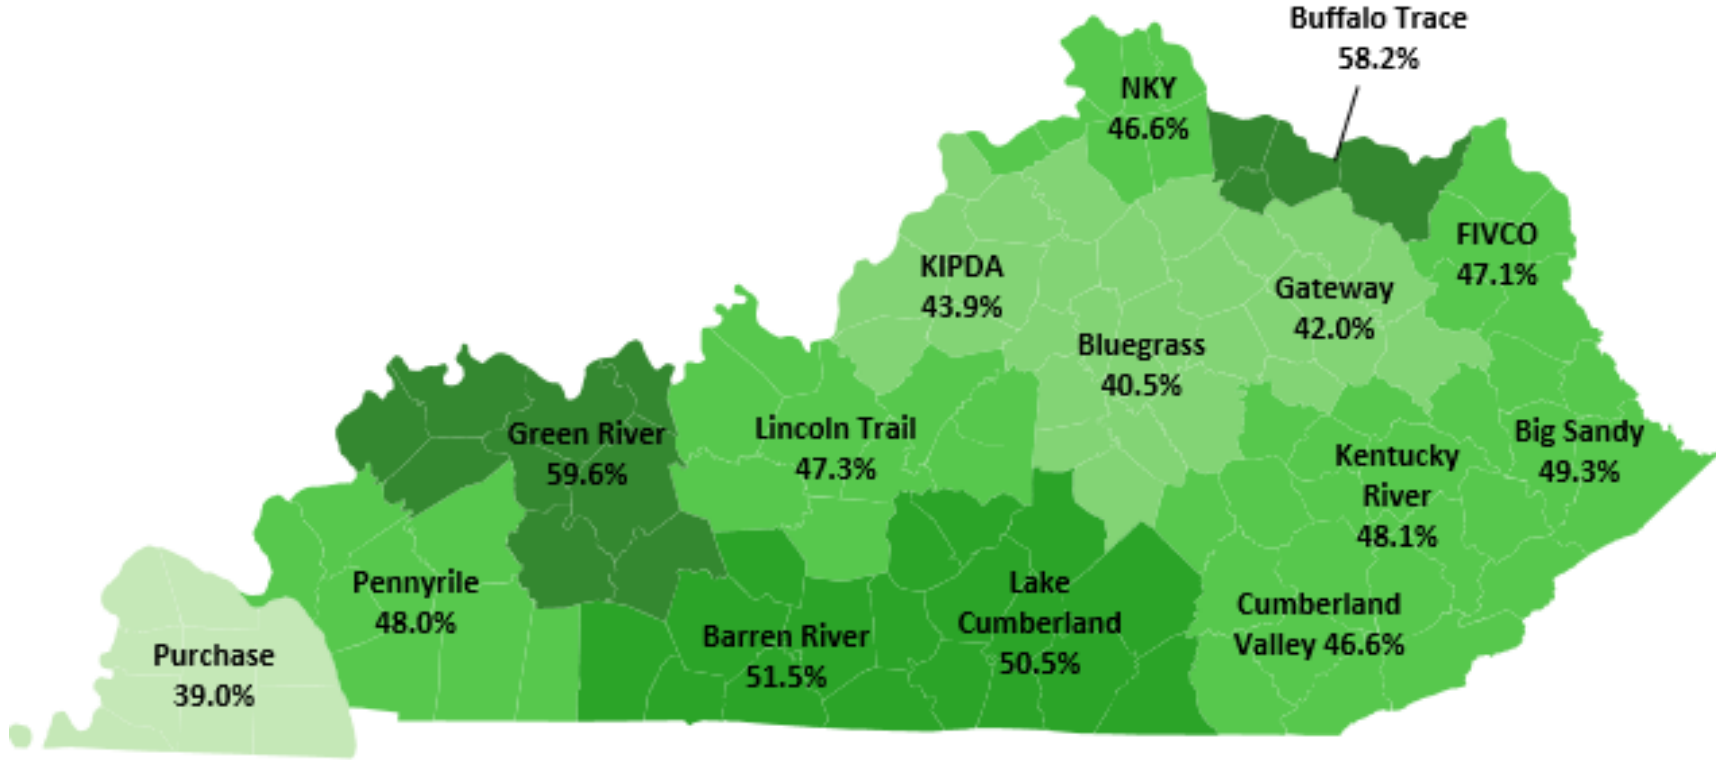 Buffalo Trace
58.2%
NKY
46.6%
FIVCO
47.1%
KIPDA
43.9%
Gateway
42.0%
Bluegrass
40.5%
Green River
59.6%
Lincoln Trail
47.3%
Kentucky
River
48.1%
Big Sandy
49.3%
Pennyrile
48.0%
Lake
Cumberland
50.5%
Cumberland
Valley 46.6%
Barren River
51.5%
Purchase
39.0%